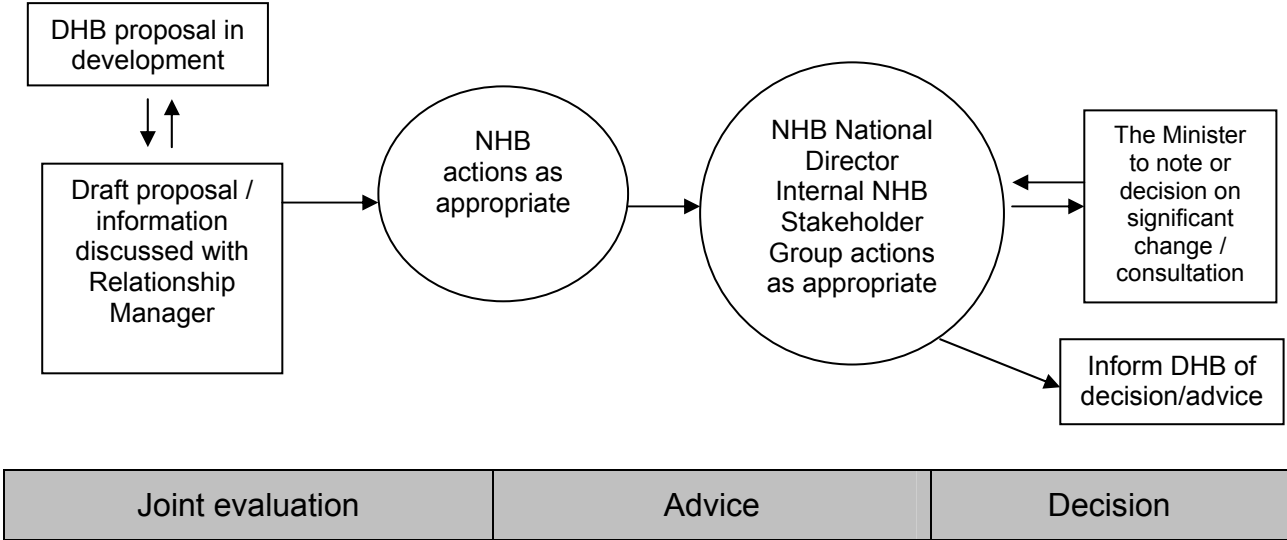 DHB proposal in
development
Draft proposal /
information
discussed with
Relationship
Manager
NHB
actions as
appropriate
NHB National
Director
Internal NHB
Stakeholder
Group actions
as appropriate
The Minister
to note or
decision on
significant
change /
consultation
Inform DHB of
decision/advice
Joint evaluation
Advice
Decision